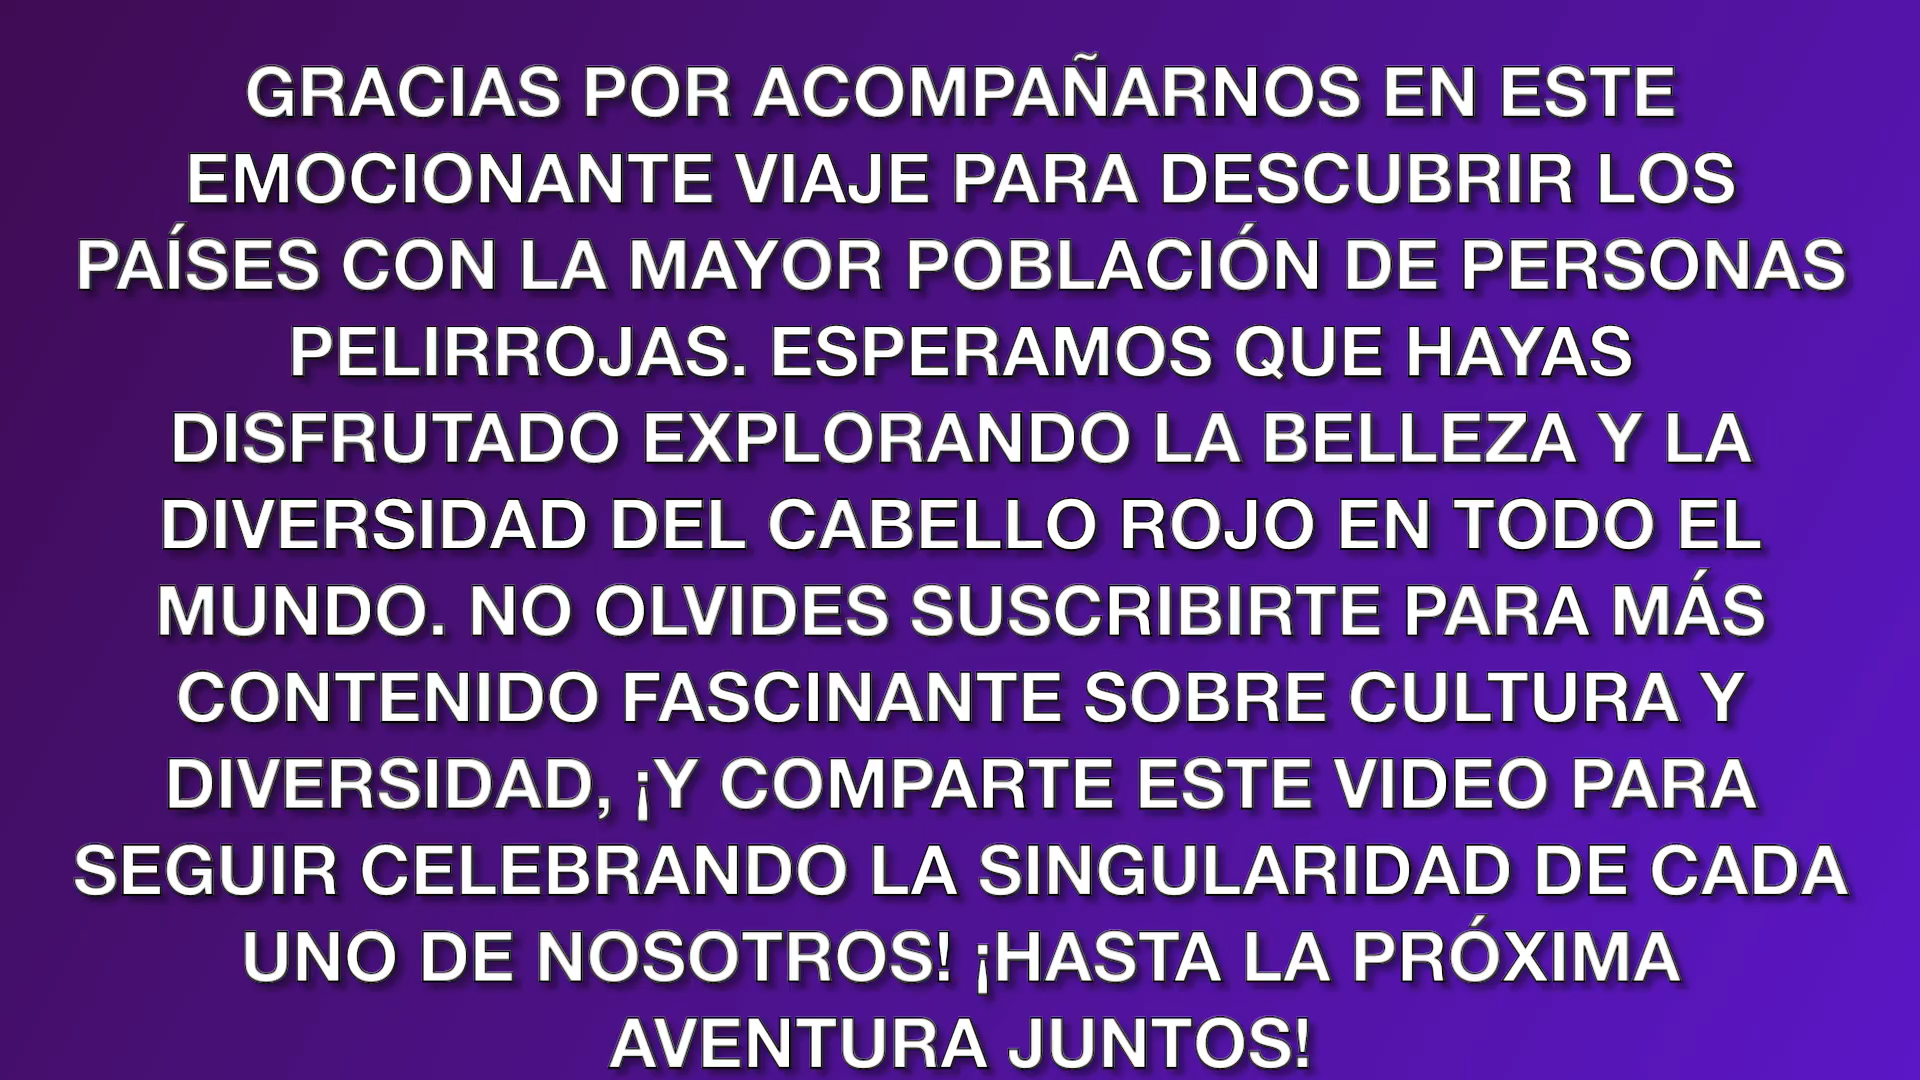 GRACIAS POR ACOMPAÑARNOS EN ESTE
EMOCIONANTE VIAJE PARA DESCUBRIR LOS
PAÍSES CON LA MAYOR POBLACIÓN DE PERSONAS
PELIRROJAS. ESPERAMOS QUE HAYAS
DISFRUTADO EXPLORANDO LA BELLEZA Y LA
DIVERSIDAD DEL CABELLO ROJO EN TODO EL
MUNDO. NO OLVIDES SUSCRIBIRTE PARA MÁS
CONTENIDO FASCINANTE SOBRE CULTURA Y
DIVERSIDAD, ¡Y COMPARTE ESTE VIDEO PARA
SEGUIR CELEBRANDO LA SINGULARIDAD DE CADA
UNO DE NOSOTROS! ¡HASTA LA PRÓXIMA
AVENTURA JUNTOS!